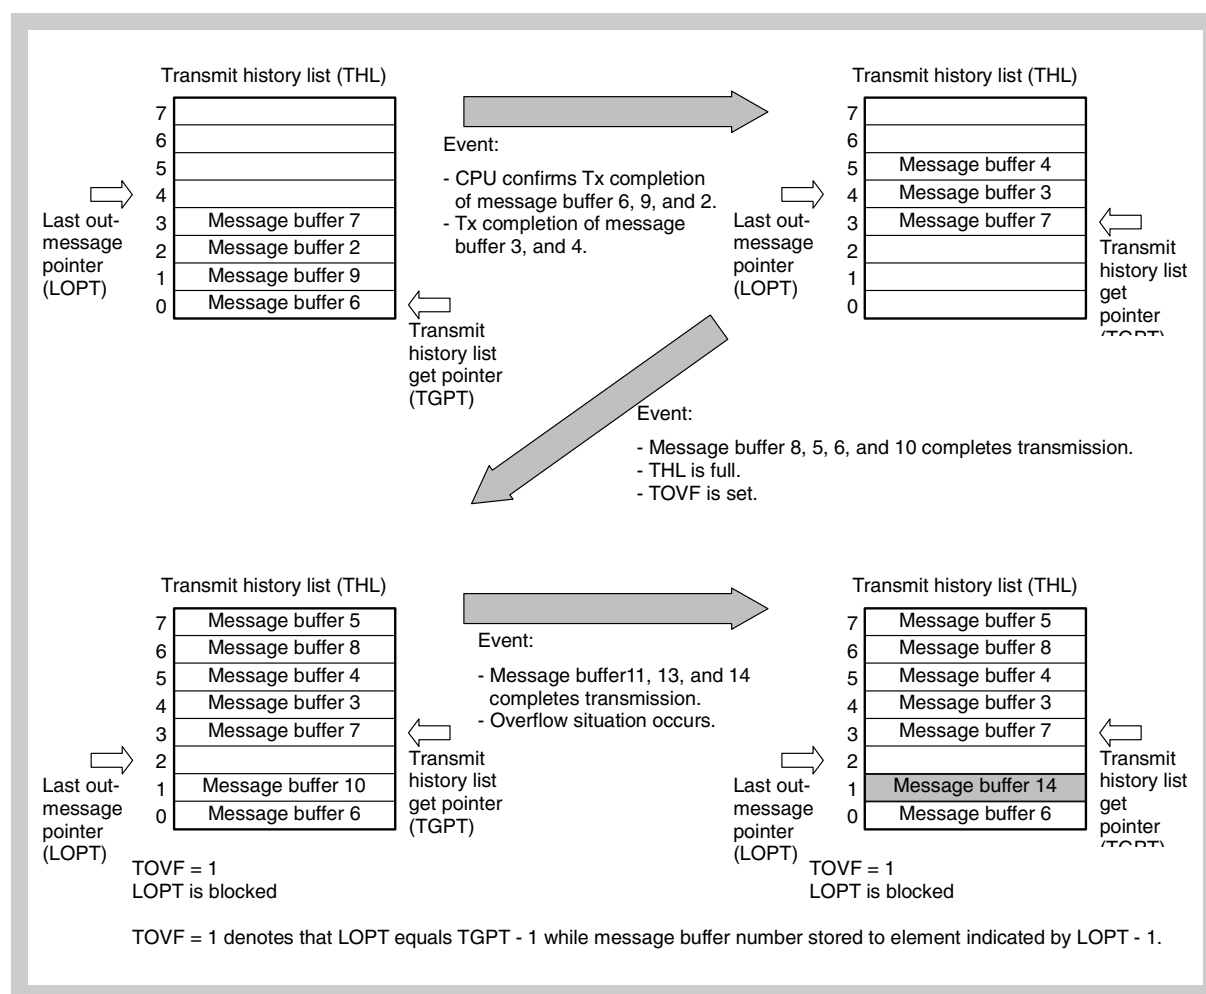 Transmit history list (THL)
7
6
5
4
3 Message buffer 7
2 Message buffer 2
1 Message buffer 9
0 Message buffer 6
Last out-
message
pointer
(LOPT)
Transmit
history list
get pointer
(TGPT)
Event:
- CPU confirms Tx completion
of message buffer 6, 9, and 2.
- Tx completion of message
buffer 3, and 4.
Transmit history list (THL)
7
6
5 Message buffer 4
4 Message buffer 3
3 Message buffer 7
2
1
0
Last out-
message
pointer
(LOPT)
Transmit
history list
get
pointer
(TGPT)
Event:
- Message buffer 8, 5, 6, and 10 completes transmission.
- THL is full.
- TOVF is set.
Transmit history list (THL)
7 Message buffer 5
6 Message buffer 8
5 Message buffer 4
4 Message buffer 3
3 Message buffer 7
2
1 Message buffer 10
0 Message buffer 6
Last out-
message
pointer
(LOPT)
Transmit
history list
get pointer
(TGPT)
TOVF = 1
LOPT is blocked
Event:
- Message buffer11, 13, and 14
completes transmission.
- Overflow situation occurs.
Transmit history list (THL)
7 Message buffer 5
6 Message buffer 8
5 Message buffer 4
4 Message buffer 3
3 Message buffer 7
2
1 Message buffer 14
0 Message buffer 6
Last out-
message
pointer
(LOPT)
Transmit
history list
get
pointer
(TGPT)
TOVF = 1
LOPT is blocked
TOVF = 1 denotes that LOPT equals TGPT - 1 while message buffer number stored to element indicated by LOPT - 1.